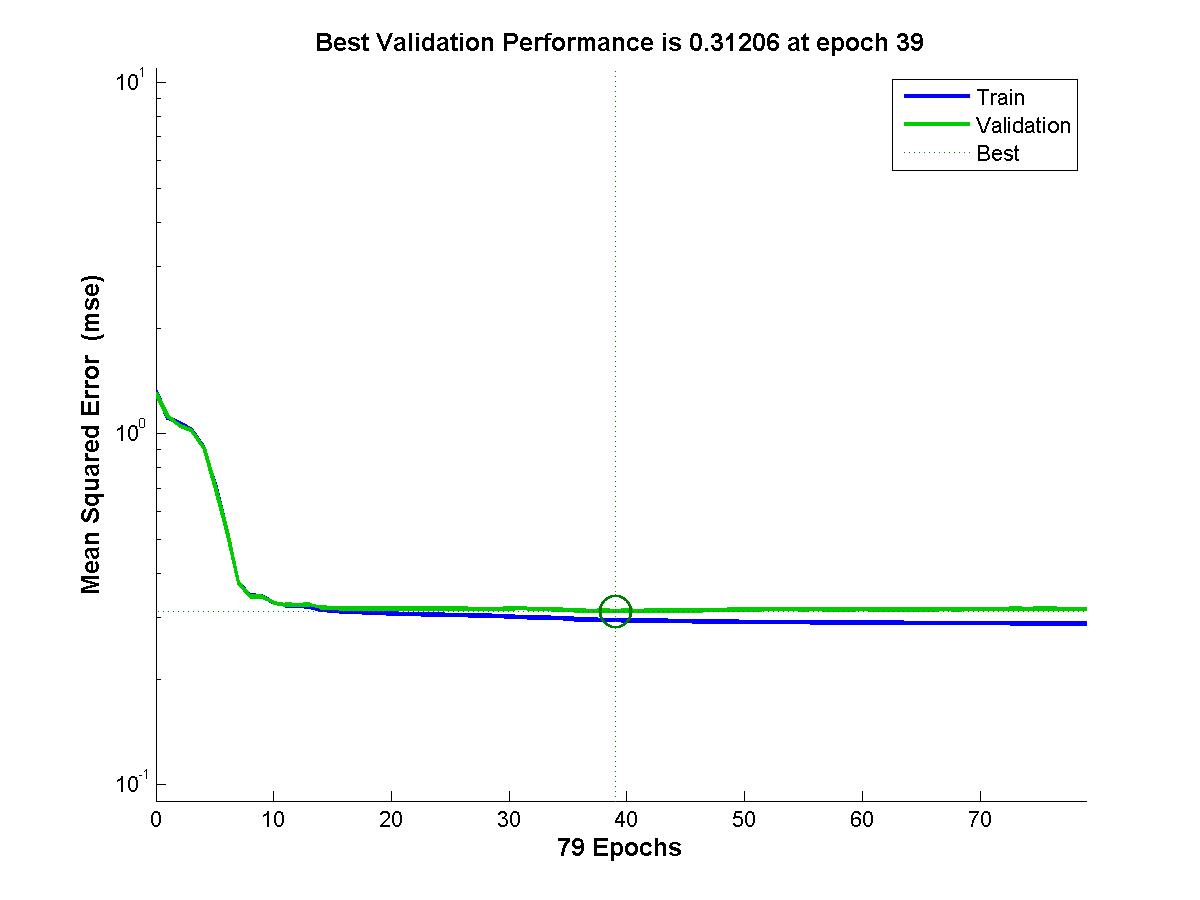 Best Validation Performance is 0.31206 at epoch 39
10^1
10^0
10^-1
Mean Squared Error (mse)
Train
Validation
Best
0 10 20 30 40 50 60 70
79 Epochs